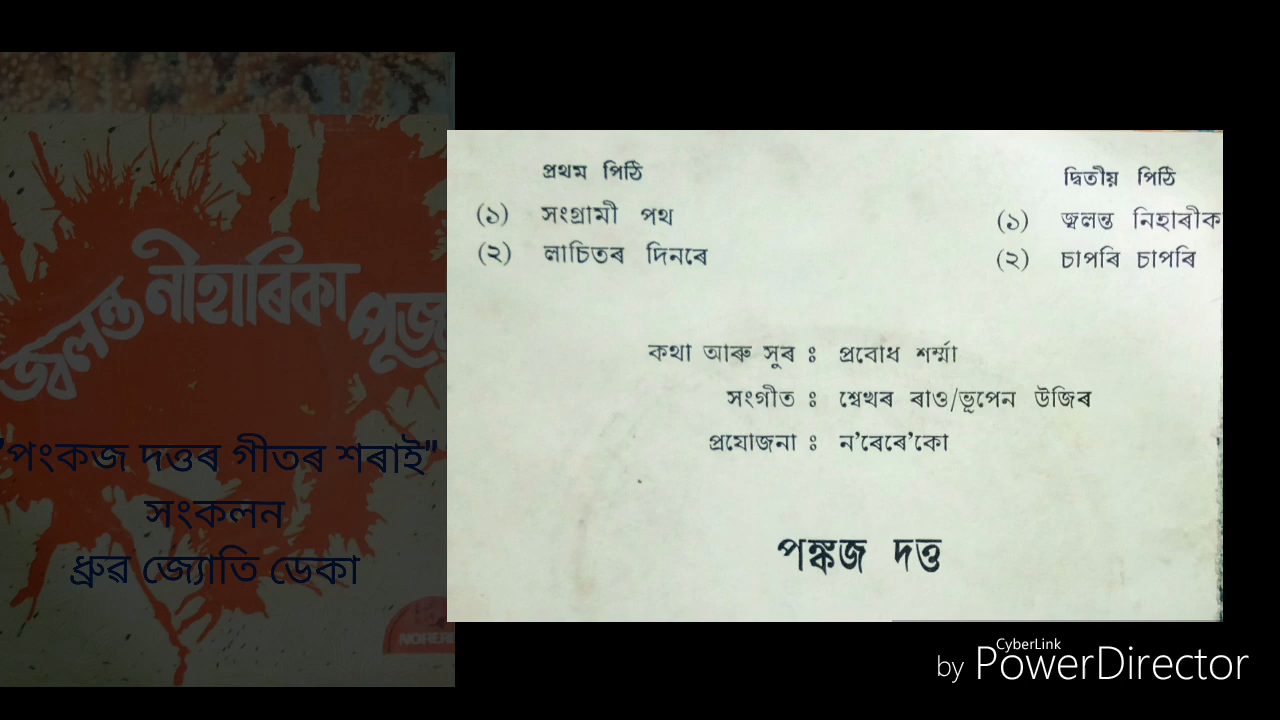 জ্বলন্ত নীহাৰিকা
"পংকজ দত্তৰ গীতৰ শৰাই"
সংকলন
ধ্ৰুৱ জ্যোতি ডেকা
প্ৰথম পিঠি
(১) সংগ্ৰামী পথ
(২) লাচিতৰ দিনৰে
দ্বিতীয় পিঠি
(১) জ্বলন্ত নিহাৰীক
(২) চাপৰি চাপৰি
কথা আৰু সুৰ ঃ প্ৰবোধ শৰ্ম্মা
সংগীত ঃ শ্বেখৰ ৰাও/ভূপেন উজিৰ
প্ৰযোজনা ঃ ন'ৰেৰে'কো
পঙ্কজ দত্ত
by CyberLink PowerDirector